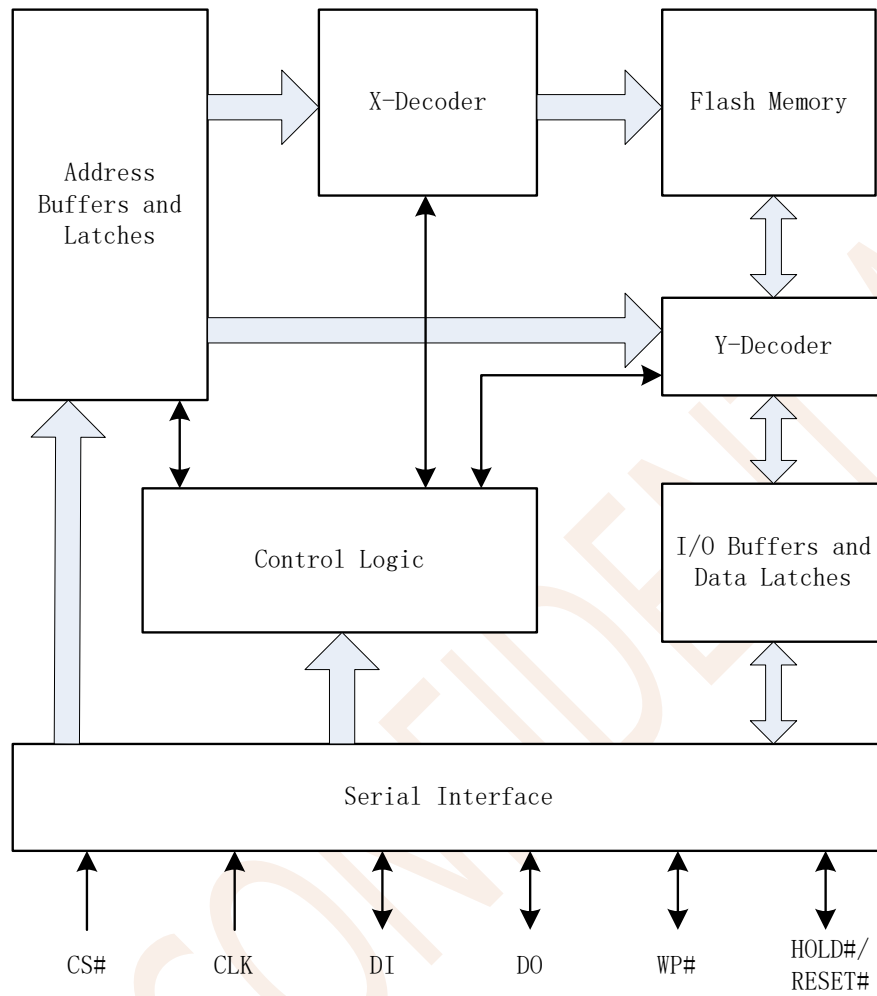 X-Decoder
Flash Memory
Address
Buffers and
Latches
Y-Decoder
Control Logic
I/O Buffers and
Data Latches
Serial Interface
CS#
CLK
DI
DO
WP#
HOLD#/
RESET#